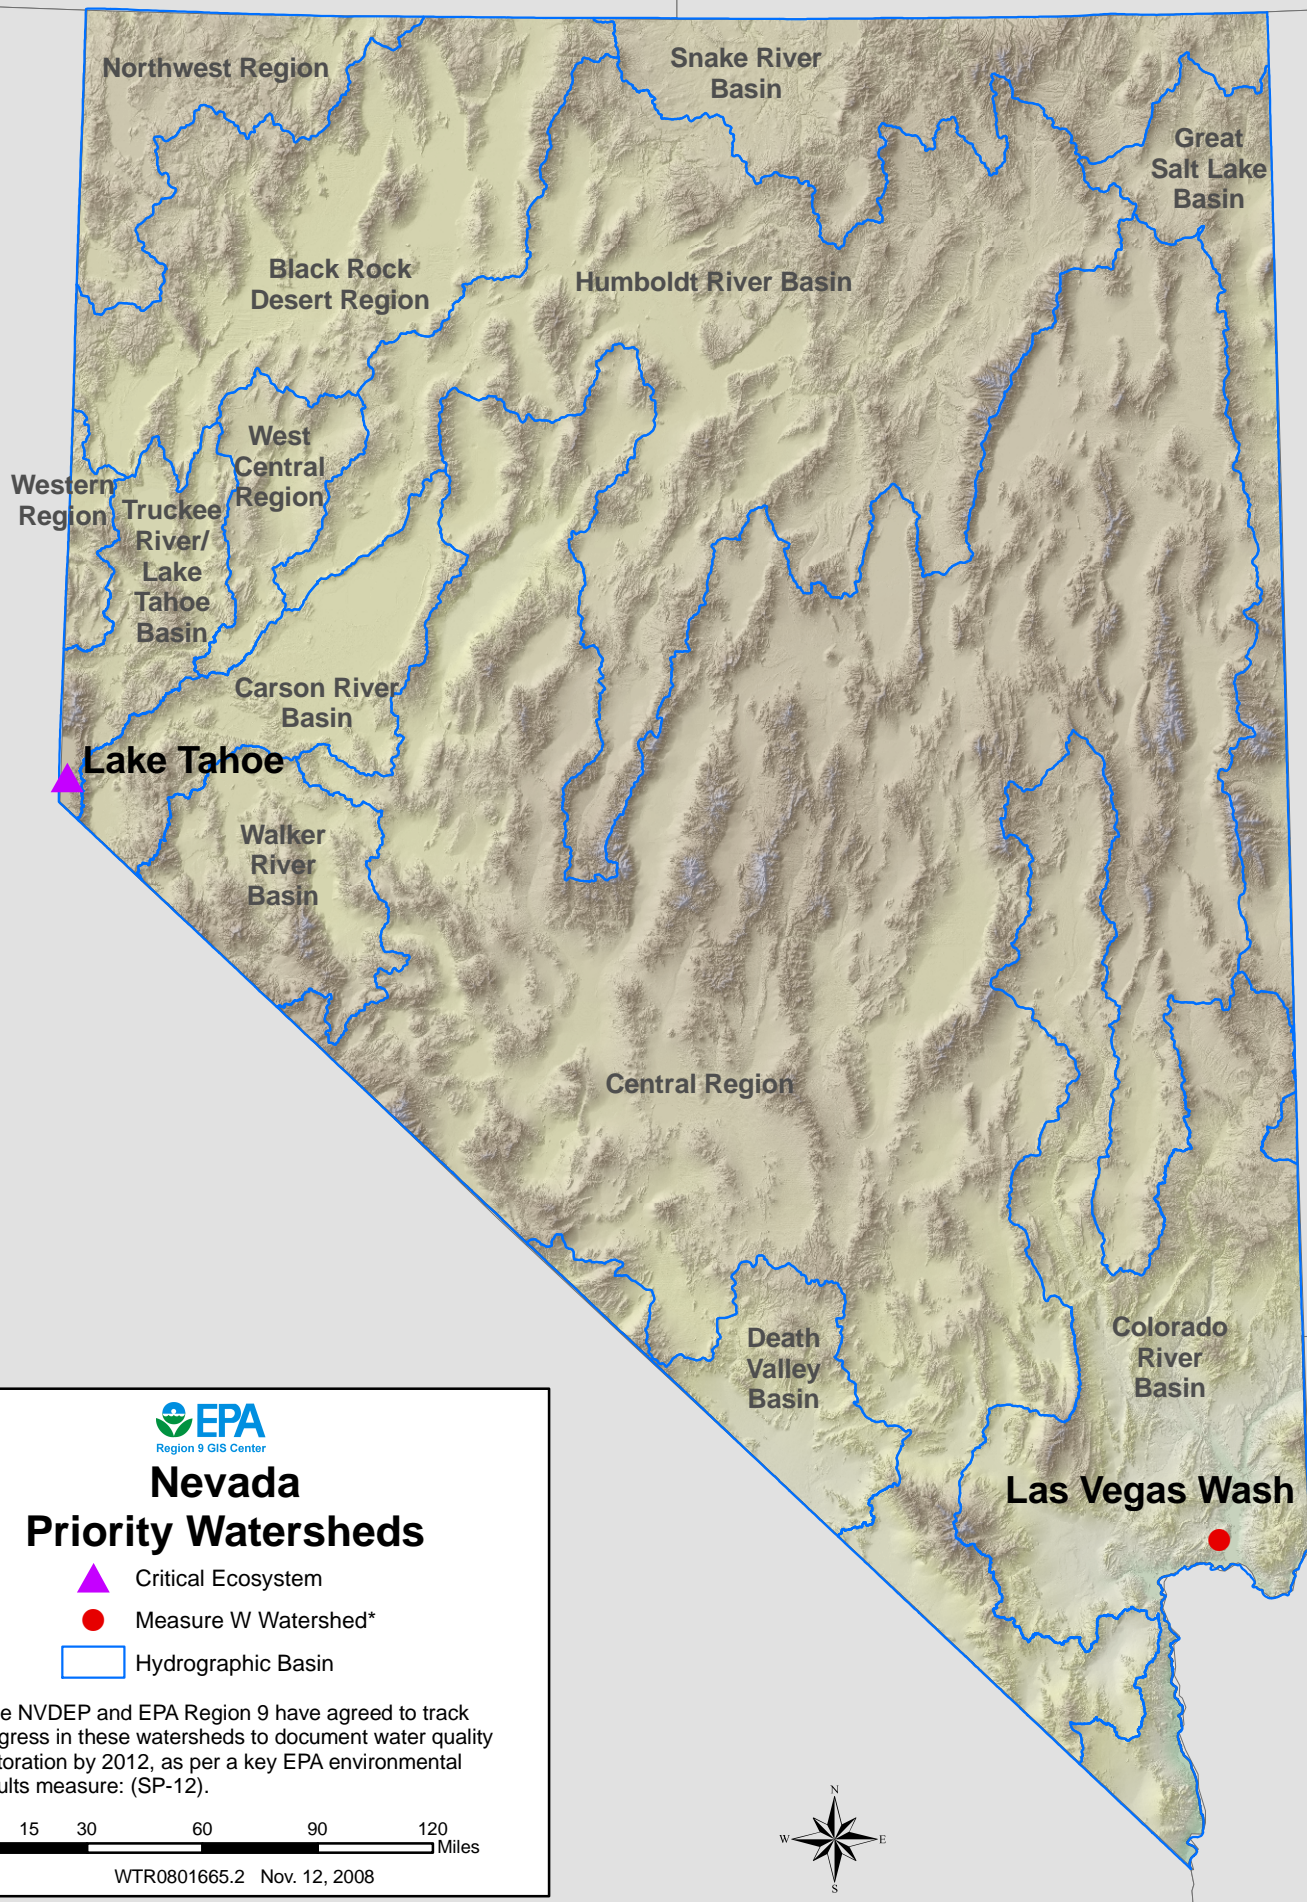 Northwest Region
Snake River
Basin
Great
Salt Lake
Basin
Black Rock
Desert Region
Humboldt River Basin
West
Central
Region
Western
Region
Truckee
River/
Lake
Tahoe
Basin
Carson River
Basin
Lake Tahoe
Walker
River
Basin
Central Region
Death
Valley
Basin
Colorado
River
Basin
Las Vegas Wash
EPA
Region 9 GIS Center
Nevada
Priority Watersheds
Critical Ecosystem
Measure W Watershed*
Hydrographic Basin
NVDEP and EPA Region 9 have agreed to track
in these watersheds to document water quality
by 2012, as per a key EPA environmental
measure: (SP-12).
15 30 60 90 120
Miles
WTR0801665.2 Nov. 12, 2008
N
W E
S